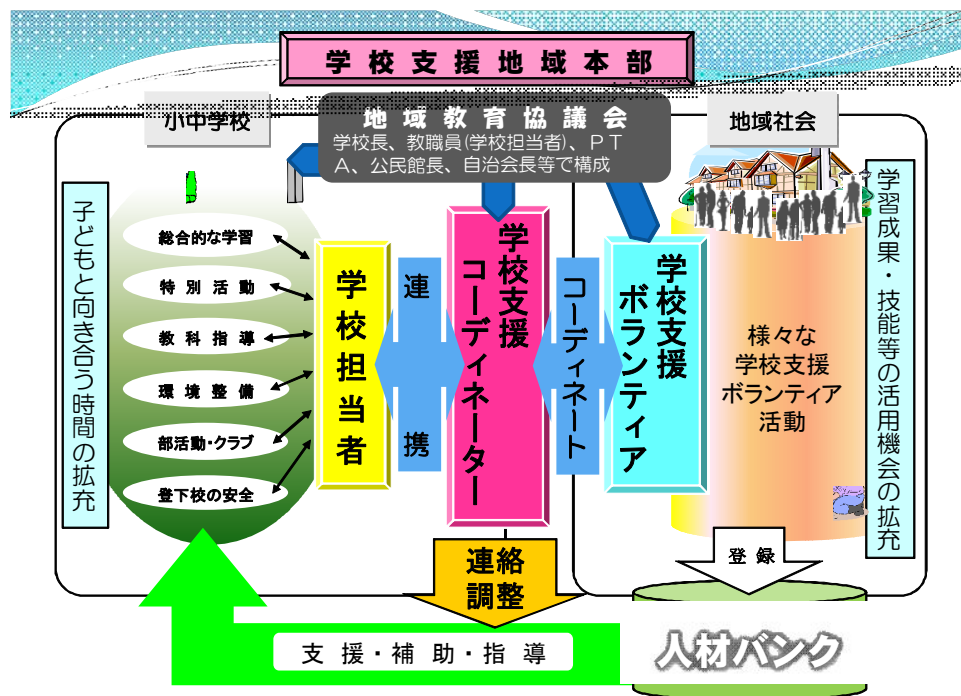 学校支援地域本部
小中学校
地域教育協議会
学校長、教職員(学校担当者)、PT
A、公民館長、自治会長等で構成
地域社会
子どもと向き合う時間の拡充
総合的な学習
特別活動
教科指導
環境整備
部活動・クラブ
登下校の安全
学校担当者
連携
学校支援
コーディネーター
コーディネート
学校支援
ボランティア
様々な
学校支援
ボランティア
活動
学習成果・技能等の活用機会の拡充
連絡
調整
登録
支援・補助・指導
人材バンク